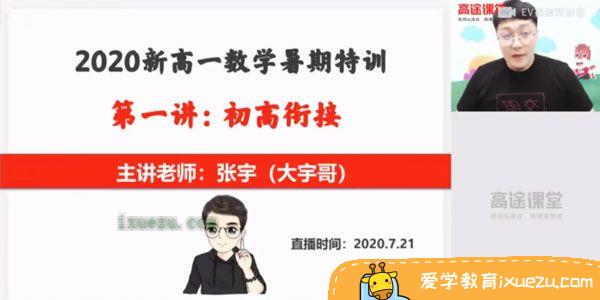 2020新高一数学暑期特训
第一讲：初高衔接
主讲老师：张宇（大宇哥）
ixuezu.com
直播时间：2020.7.21
高途课堂
高途课堂
爱学教育ixuezu.com